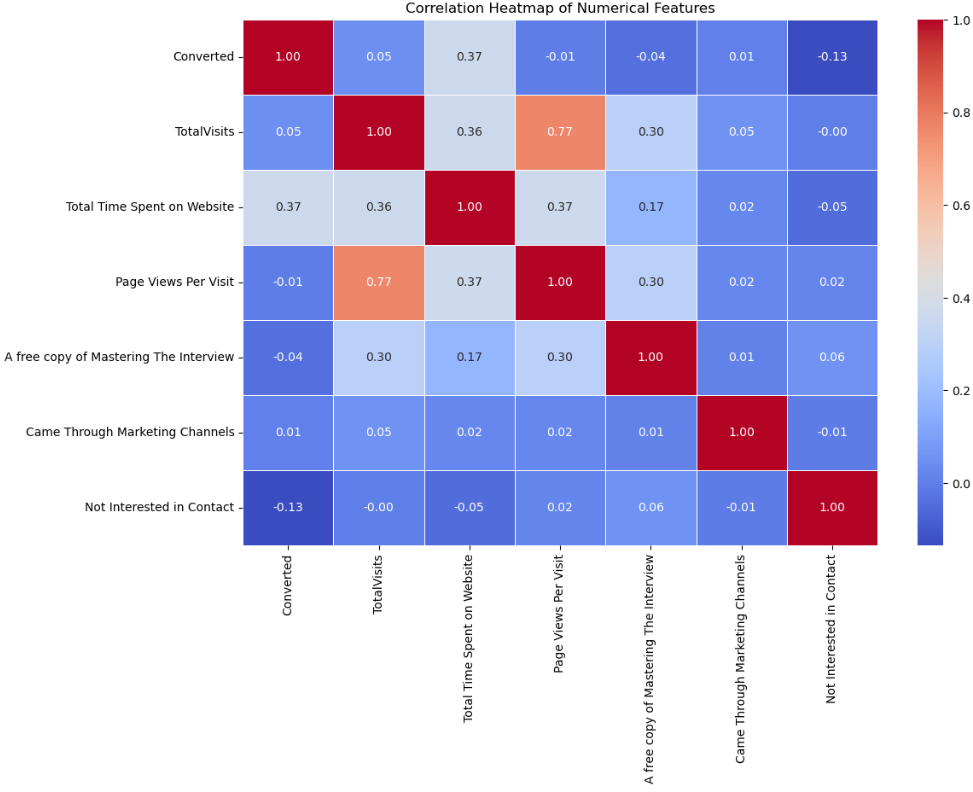 Correlation Heatmap of Numerical Features
Converted 1.00 0.05 0.37 -0.01 -0.04 0.01 -0.13
TotalVisits 0.05 1.00 0.36 0.77 0.30 0.05 -0.00
Total Time Spent on Website 0.37 0.36 1.00 0.37 0.17 0.02 -0.05
Page Views Per Visit -0.01 0.77 0.37 1.00 0.30 0.02 0.02
A free copy of Mastering The Interview -0.04 0.30 0.17 0.30 1.00 0.01 0.06
Came Through Marketing Channels 0.01 0.05 0.02 0.02 0.01 1.00 -0.01
Not Interested in Contact -0.13 -0.00 -0.05 0.02 0.06 -0.01 1.00
Converted
TotalVisits
Total Time Spent on Website
Page Views Per Visit
A free copy of Mastering The Interview
Came Through Marketing Channels
Not Interested in Contact
1.0
0.8
0.6
0.4
0.2
0.0